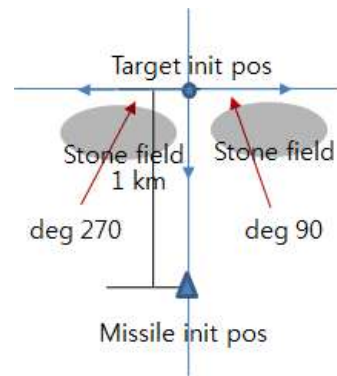 Target init pos
Stone field
Stone field
1 km
deg 270
deg 90
Missile init pos